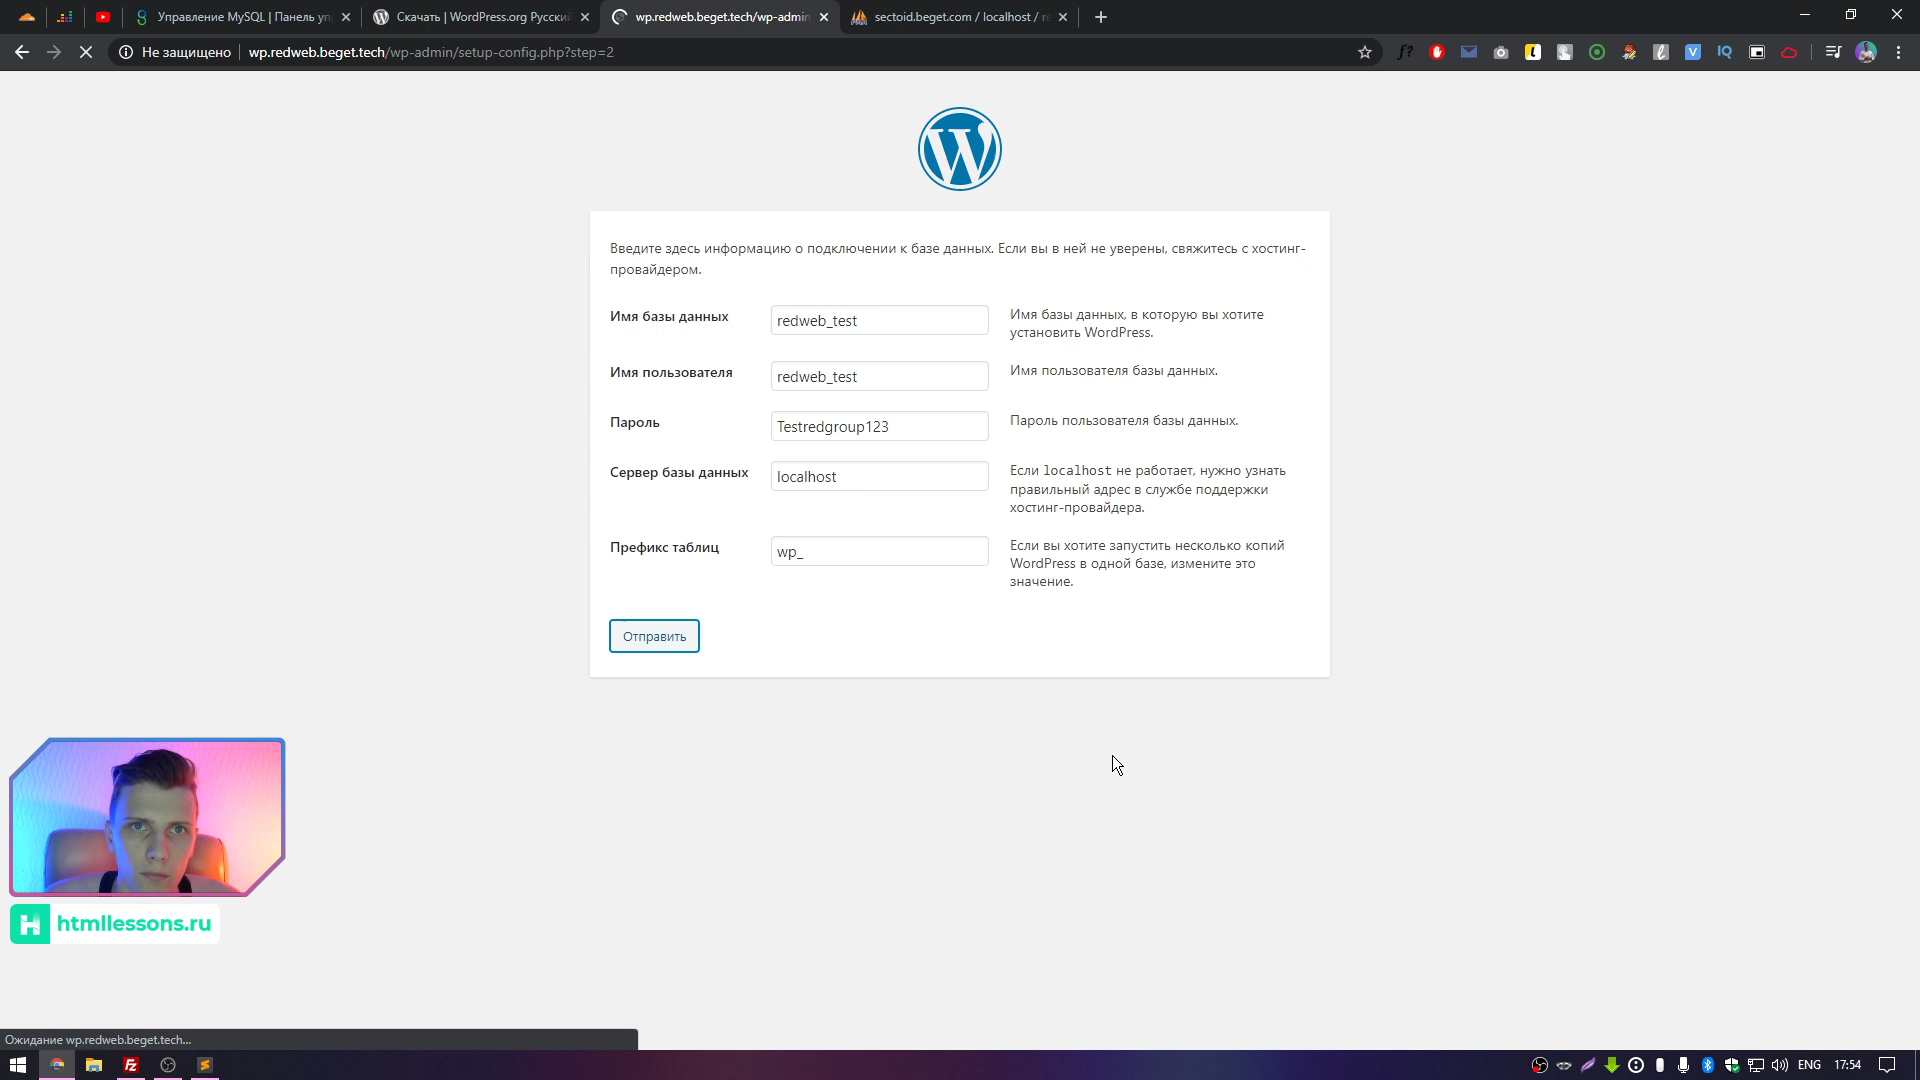 Управление MySQL | Панель уп
Скачать | WordPress.org Русский
wp.redweb.beget.tech/wp-admin
sectoid.beget.com / localhost / re
Не защищено
wp.redweb.beget.tech/wp-admin/setup-config.php?step=2
Введите здесь информацию о подключении к базе данных. Если вы в ней не уверены, свяжитесь с хостинг-
провайдером.
Имя базы данных
redweb_test
Имя базы данных, в которую вы хотите
установить WordPress.
Имя пользователя
redweb_test
Имя пользователя базы данных.
Пароль
Testredgroup123
Пароль пользователя базы данных.
Сервер базы данных
localhost
Если localhost не работает, нужно узнать
правильный адрес в службе поддержки
хостинг-провайдера.
Префикс таблиц
wp_
Если вы хотите запустить несколько копий
WordPress в одной базе, измените это
значение.
Отправить
htmllessons.ru
Ожидание wp.redweb.beget.tech...
ENG
17:54